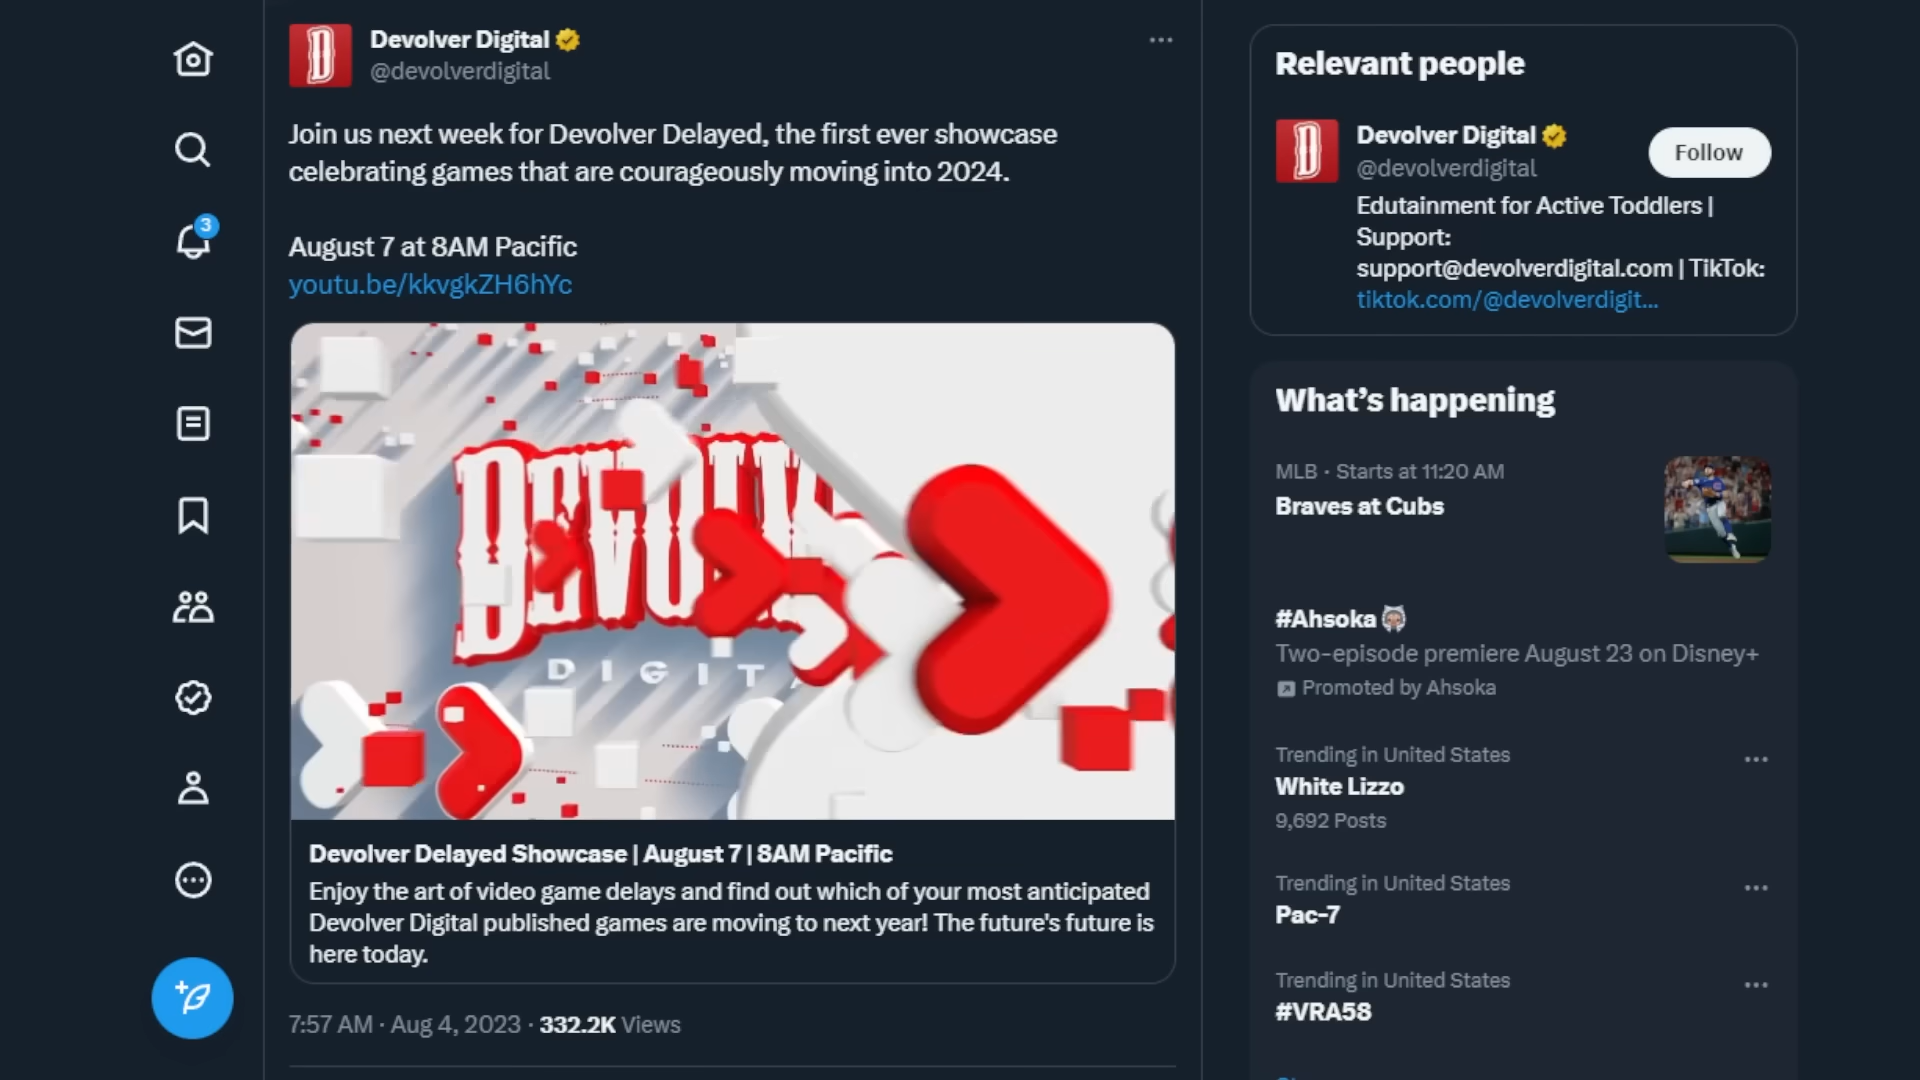 Devolver Digital
@devolverdigital
Join us next week for Devolver Delayed, the first ever showcase
celebrating games that are courageously moving into 2024.
August 7 at 8AM Pacific
youtu.be/kkvgkZH6hYc
DIGITA
Devolver Delayed Showcase | August 7 | 8AM Pacific
Enjoy the art of video game delays and find out which of your most anticipated
Devolver Digital published games are moving to next year! The future's future is
here today.
7:57 AM · Aug 4, 2023 · 332.2K Views
3
Relevant people
Devolver Digital
@devolverdigital
Follow
Edutainment for Active Toddlers |
Support:
support@devolverdigital.com | TikTok:
tiktok.com/@devolverdigit...
What's happening
MLB · Starts at 11:20 AM
Braves at Cubs
#Ahsoka
Two-episode premiere August 23 on Disney+
Promoted by Ahsoka
Trending in United States
White Lizzo
9,692 Posts
Trending in United States
Pac-7
Trending in United States
#VRA58